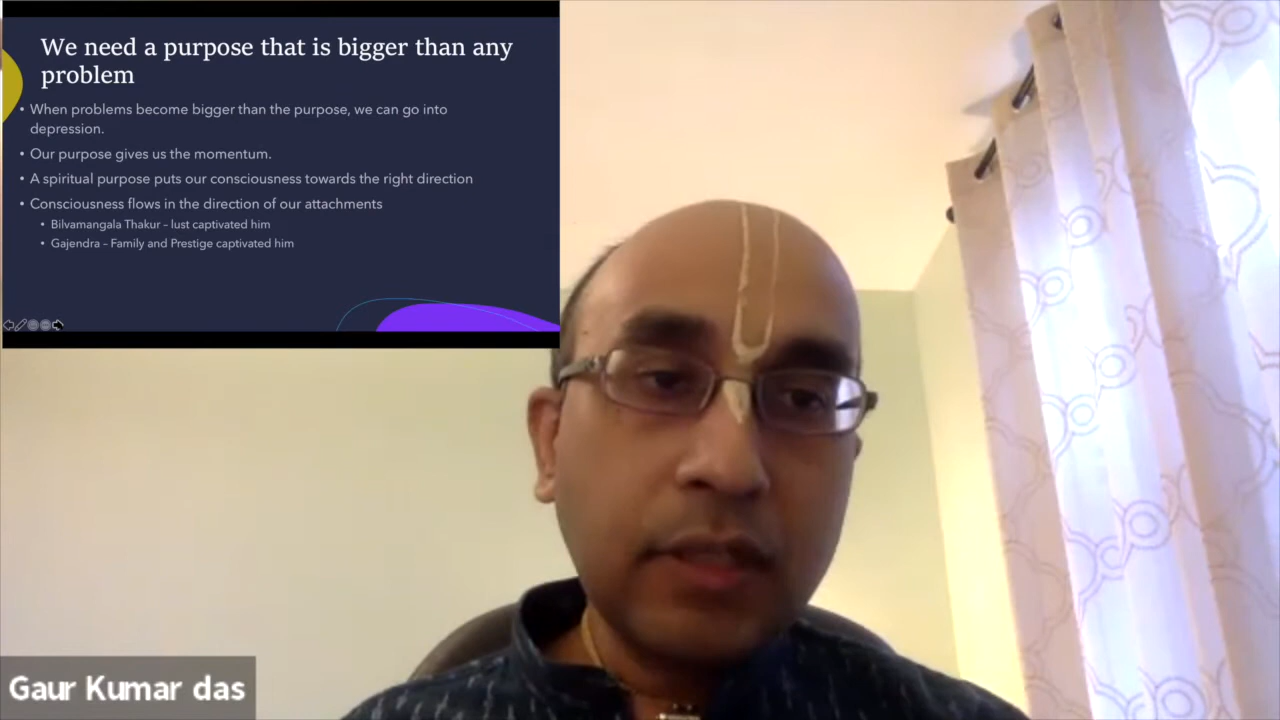 We need a purpose that is bigger than any
problem
• When problems become bigger than the purpose, we can go into
depression.
• Our purpose gives us the momentum.
• A spiritual purpose puts our consciousness towards the right direction
• Consciousness flows in the direction of our attachments
• Bilvamangala Thakur – lust captivated him
• Gajendra – Family and Prestige captivated him
Gaur Kumar das